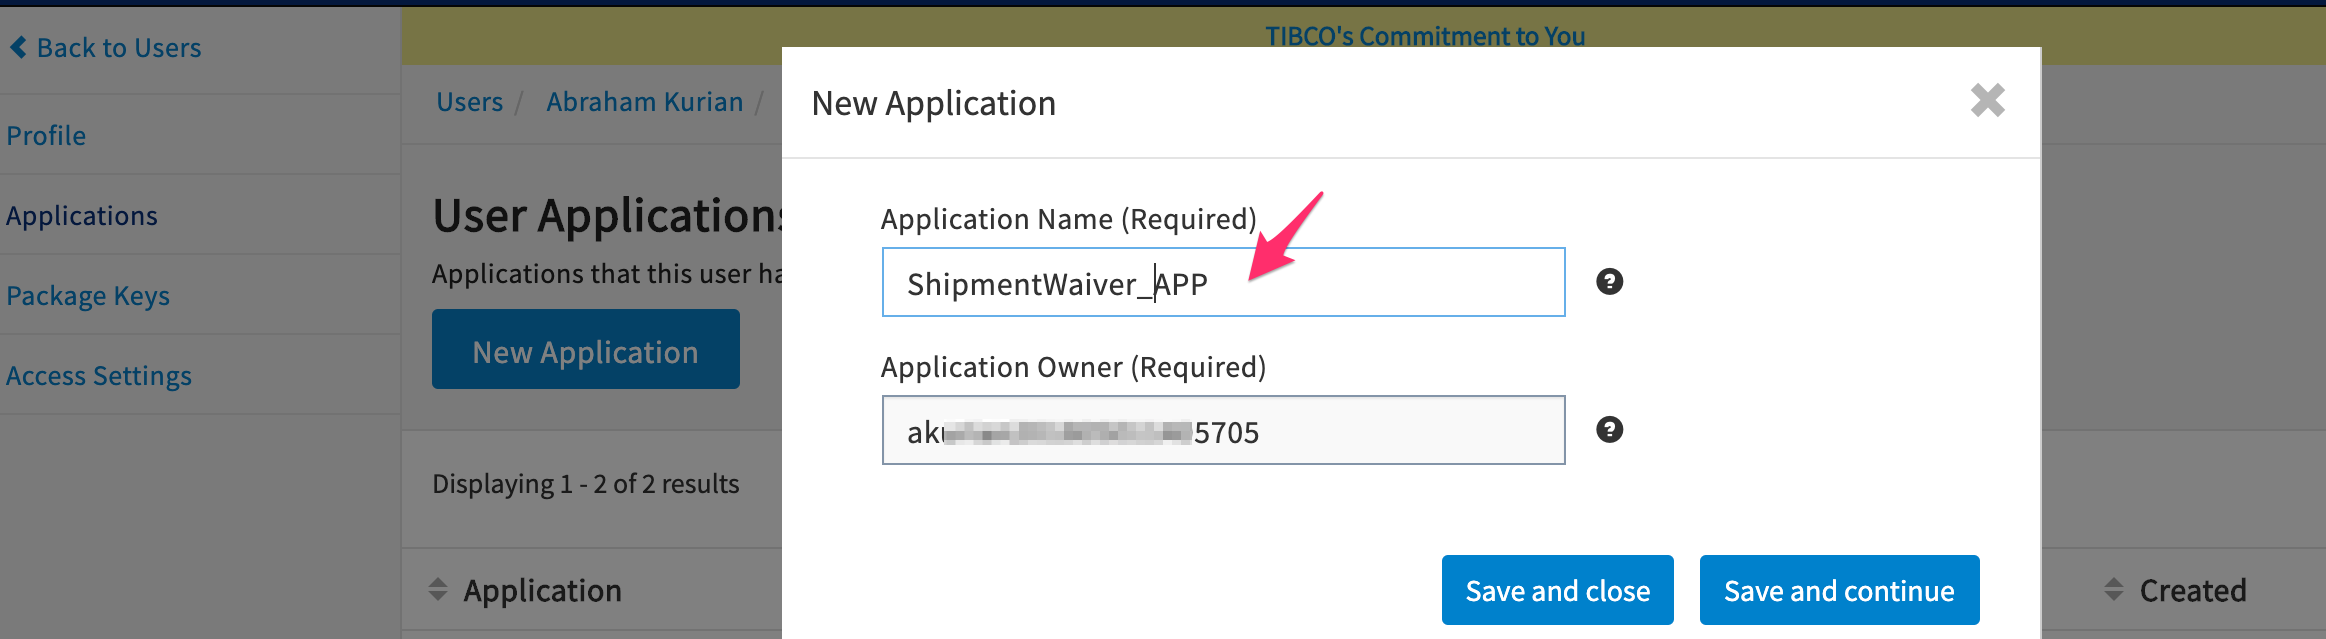 TIBCO's Commitment to You
Back to Users
Profile
Applications
Package Keys
Access Settings
Users / Abraham Kurian /
User Applications
Applications that this user ha
New Application
Displaying 1 - 2 of 2 results
Application
Created
New Application
Application Name (Required)
ShipmentWaiver_APP
Application Owner (Required)
5705
Save and close
Save and continue